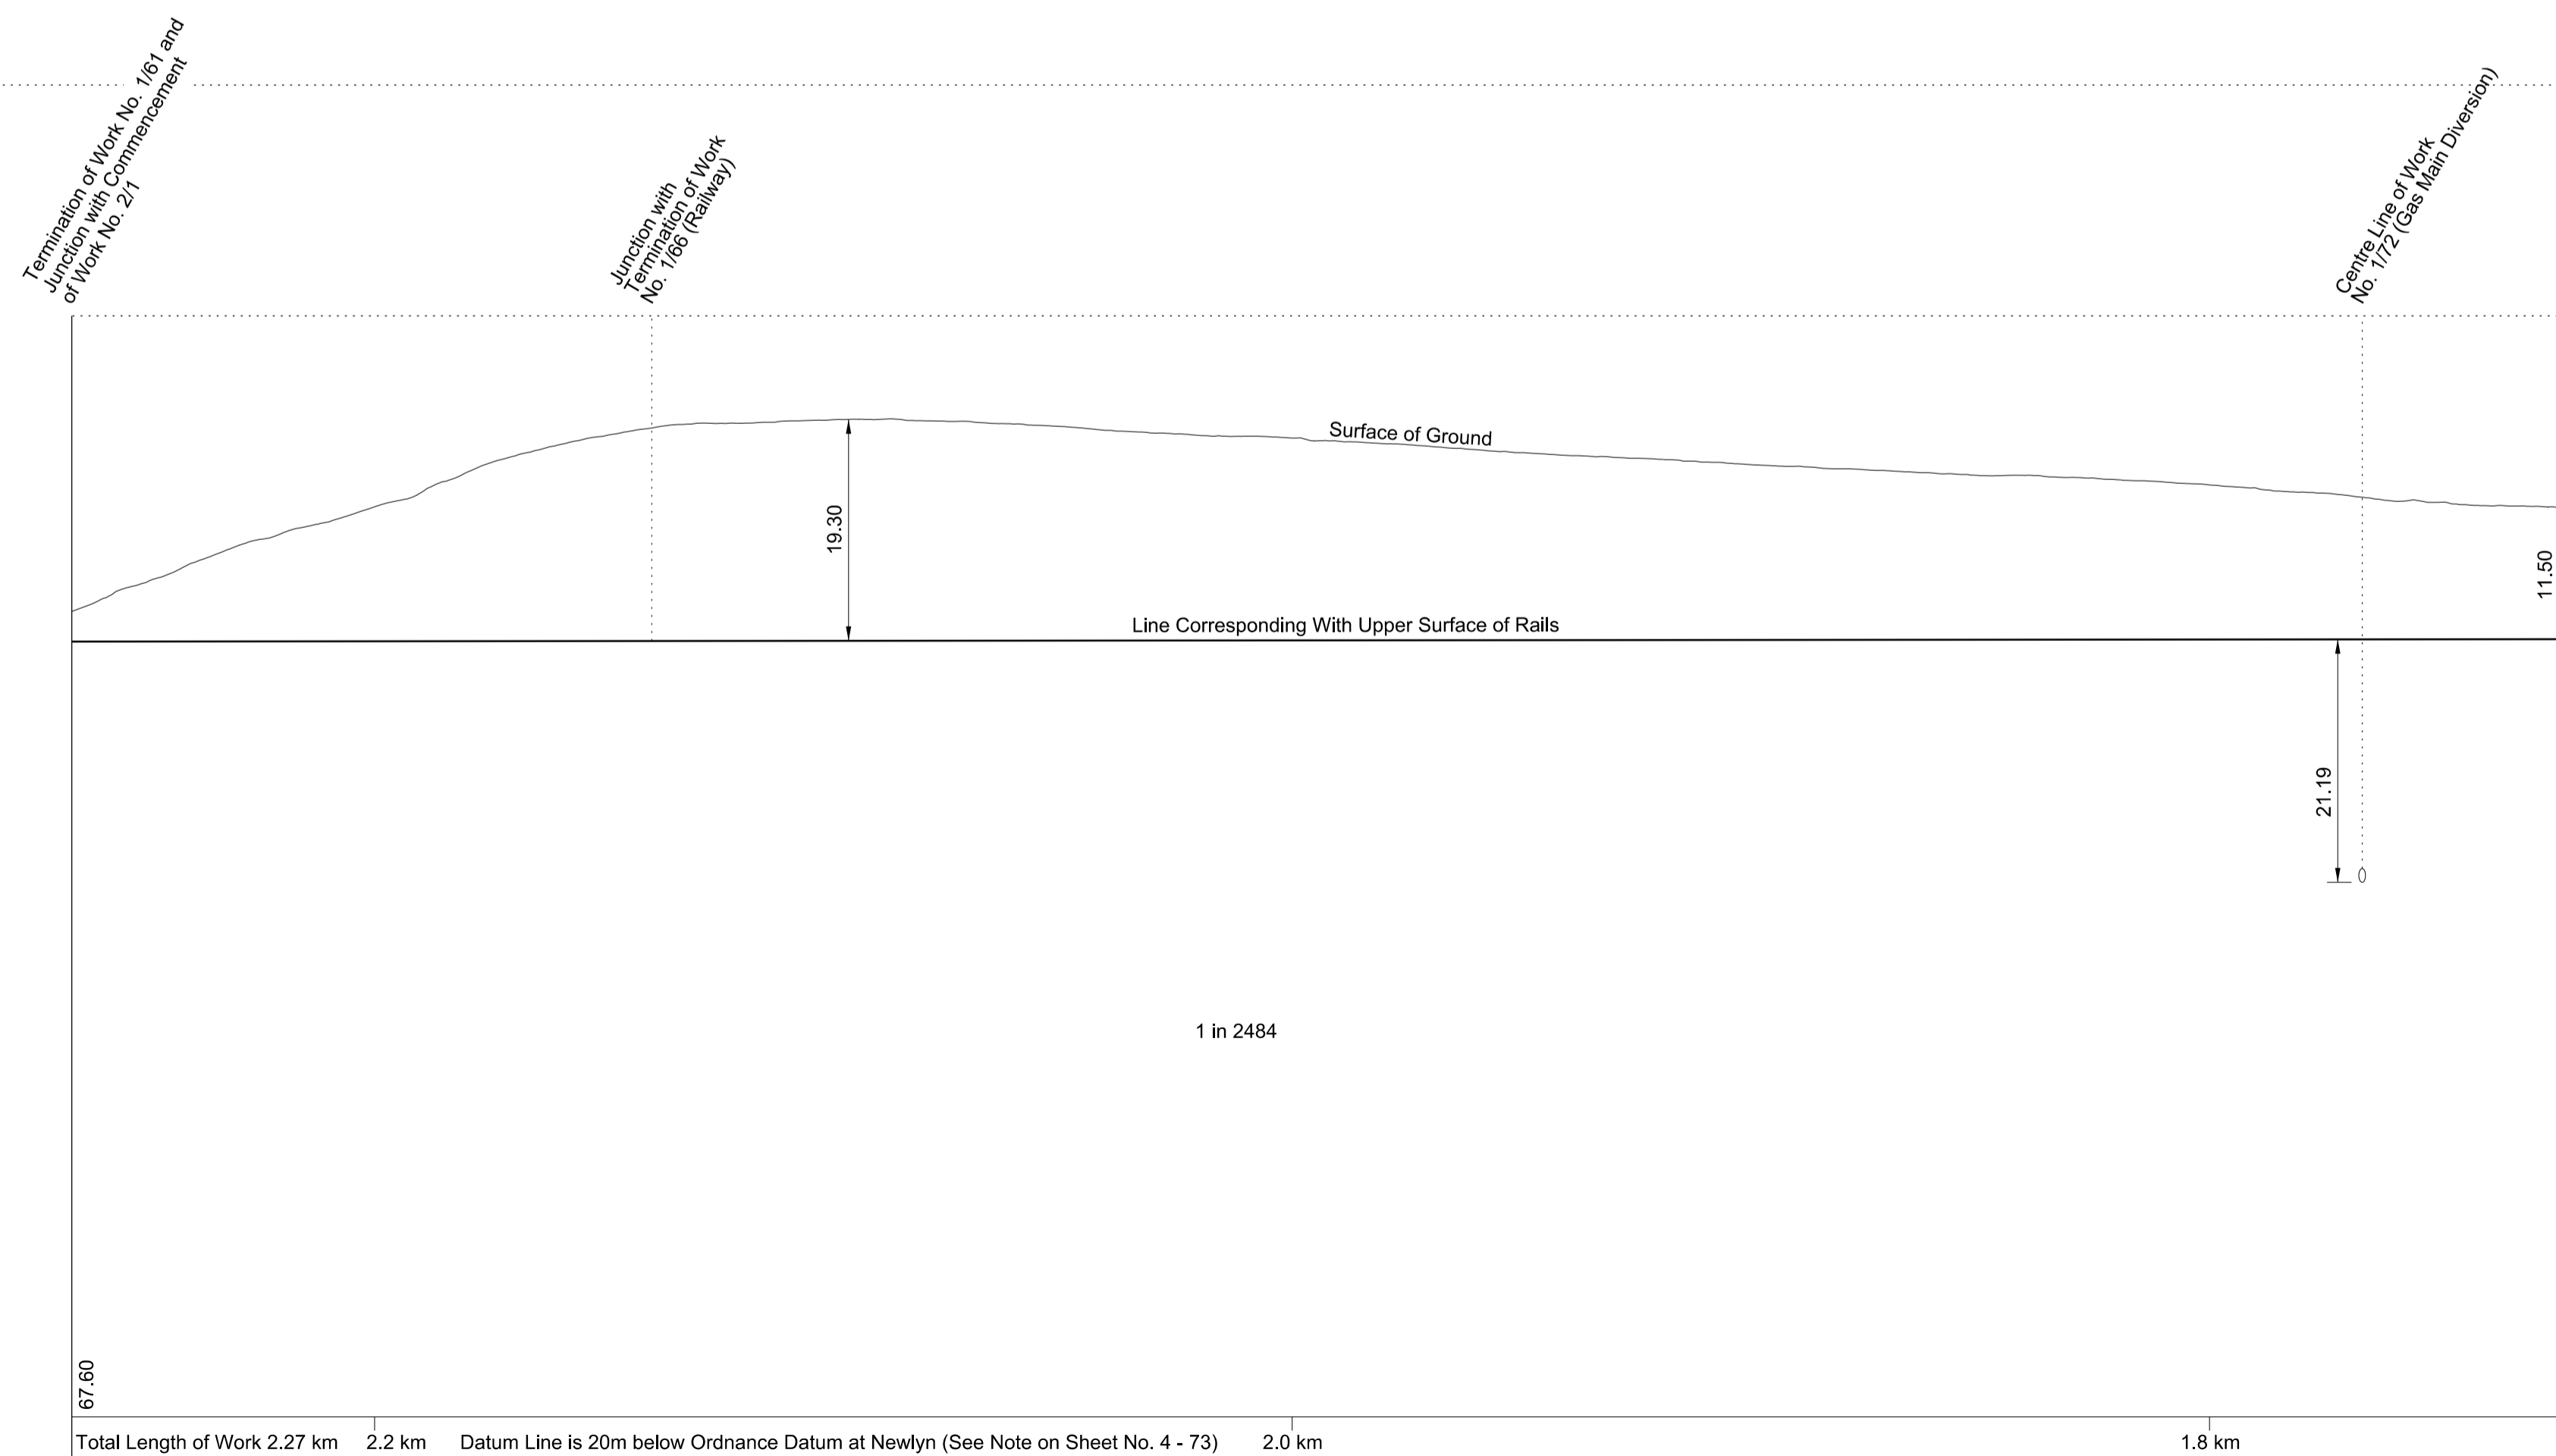 Termination of Work No. 1/61 and
Junction with Commencement
of Work No. 2/1
Junction with
Termination of Work
No. 1/66 (Railway)
Centre Line of Work
No. 1/72 (Gas Main Diversion)
Surface of Ground
19.30
11.50
Line Corresponding With Upper Surface of Rails
21.19
1 in 2484
67.60
Total Length of Work 2.27 km
2.2 km
Datum Line is 20m below Ordnance Datum at Newlyn (See Note on Sheet No. 4 - 73)
2.0 km
1.8 km